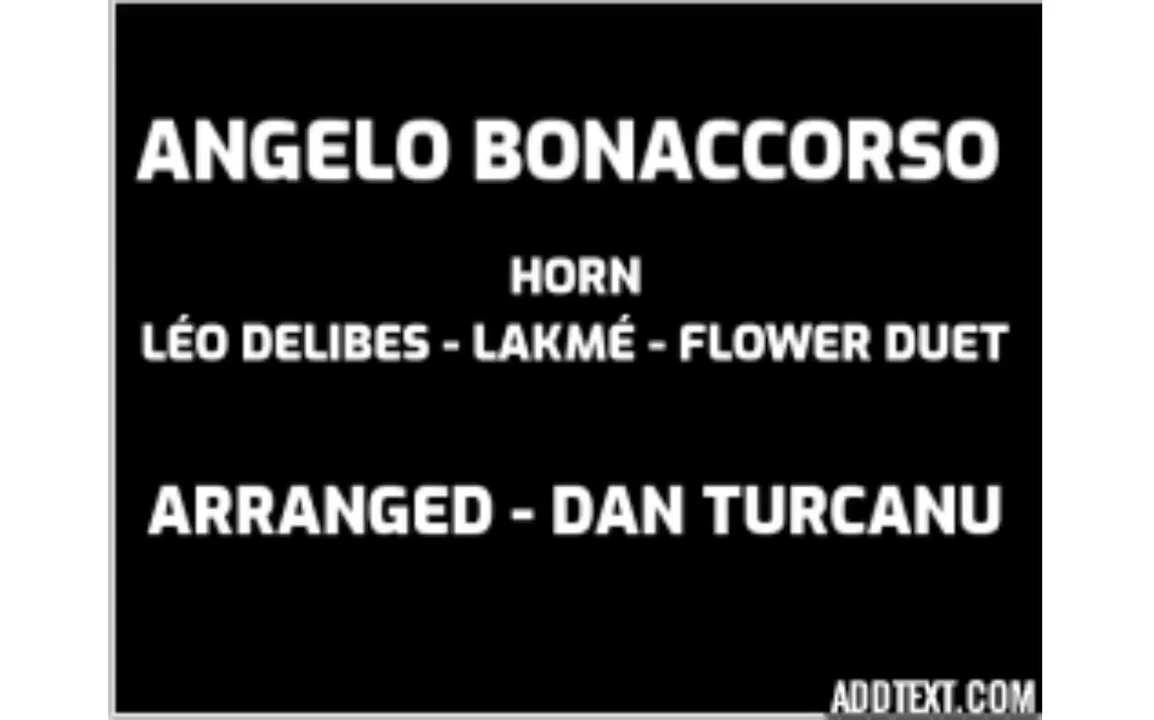 ANGELO BONACCORSO
HORN
LÉO DELIBES - LAKMÉ - FLOWER DUET
ARRANGED - DAN TURCANU
ADDTEXT.COM